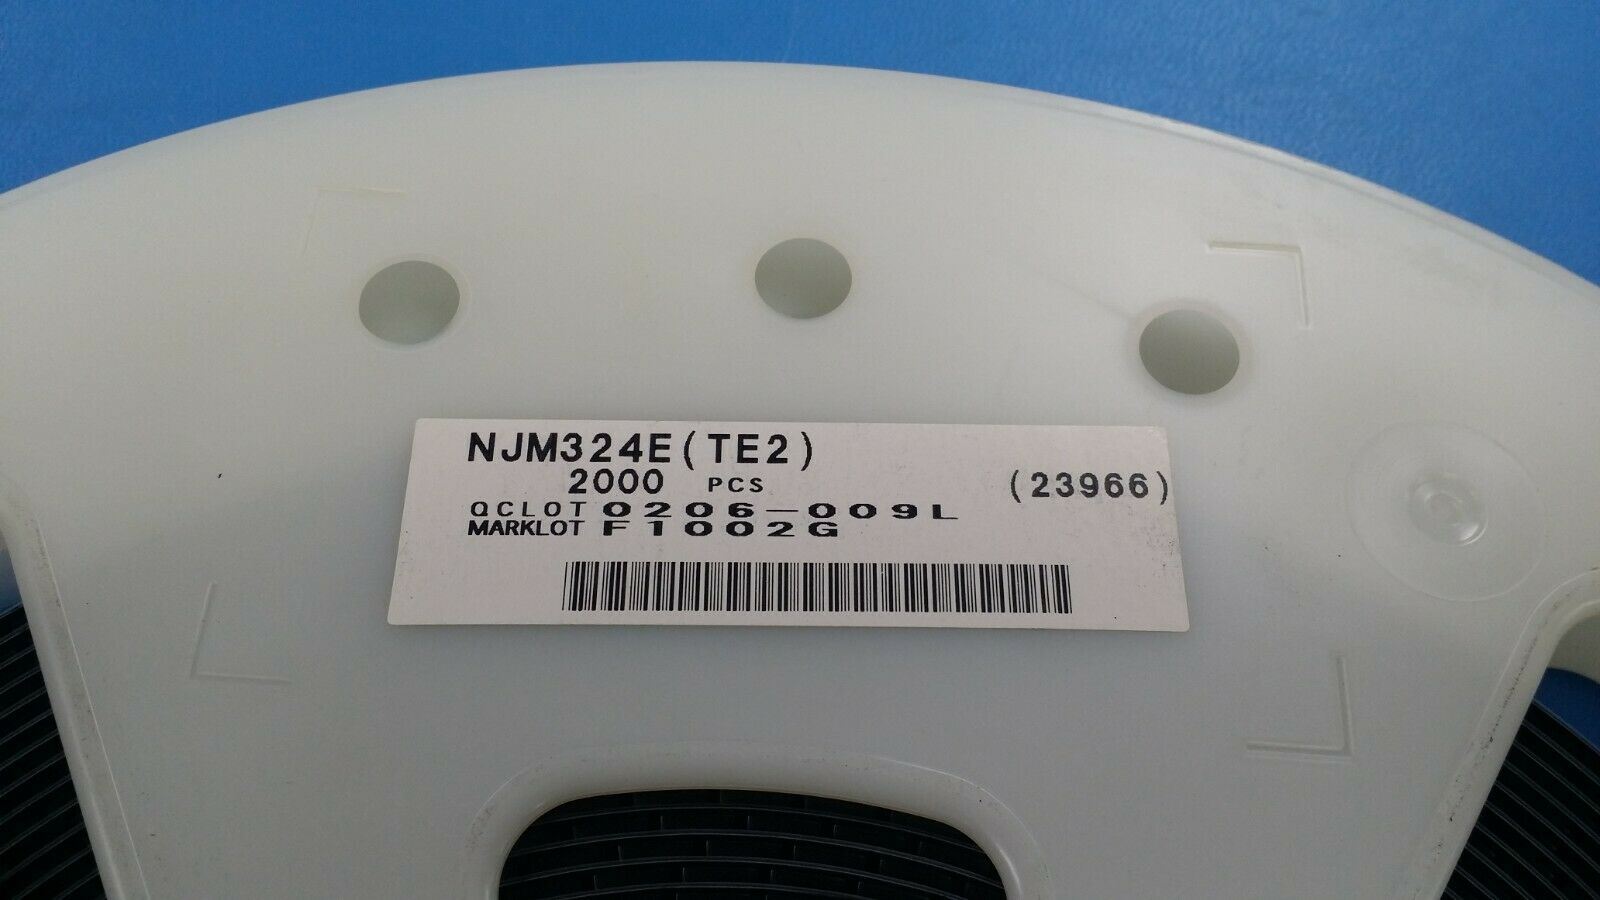 NJM324E(TE2)
2000 PCS (23966)
QCLOT 0206-009L
MARKLOT F1002G